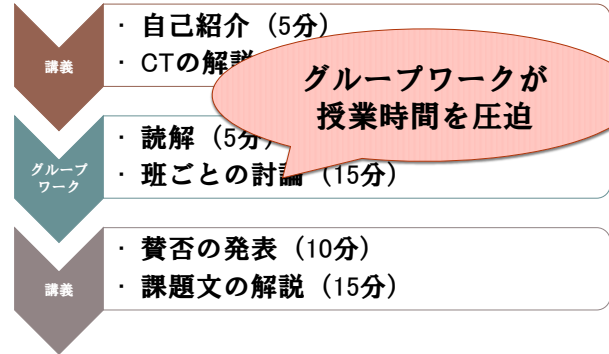 講義
・自己紹介（5分）
・CTの解説
グループワークが
授業時間を圧迫
グループ
ワーク
・読解（5分）
・班ごとの討論（15分）
講義
・賛否の発表（10分）
・課題文の解説（15分）